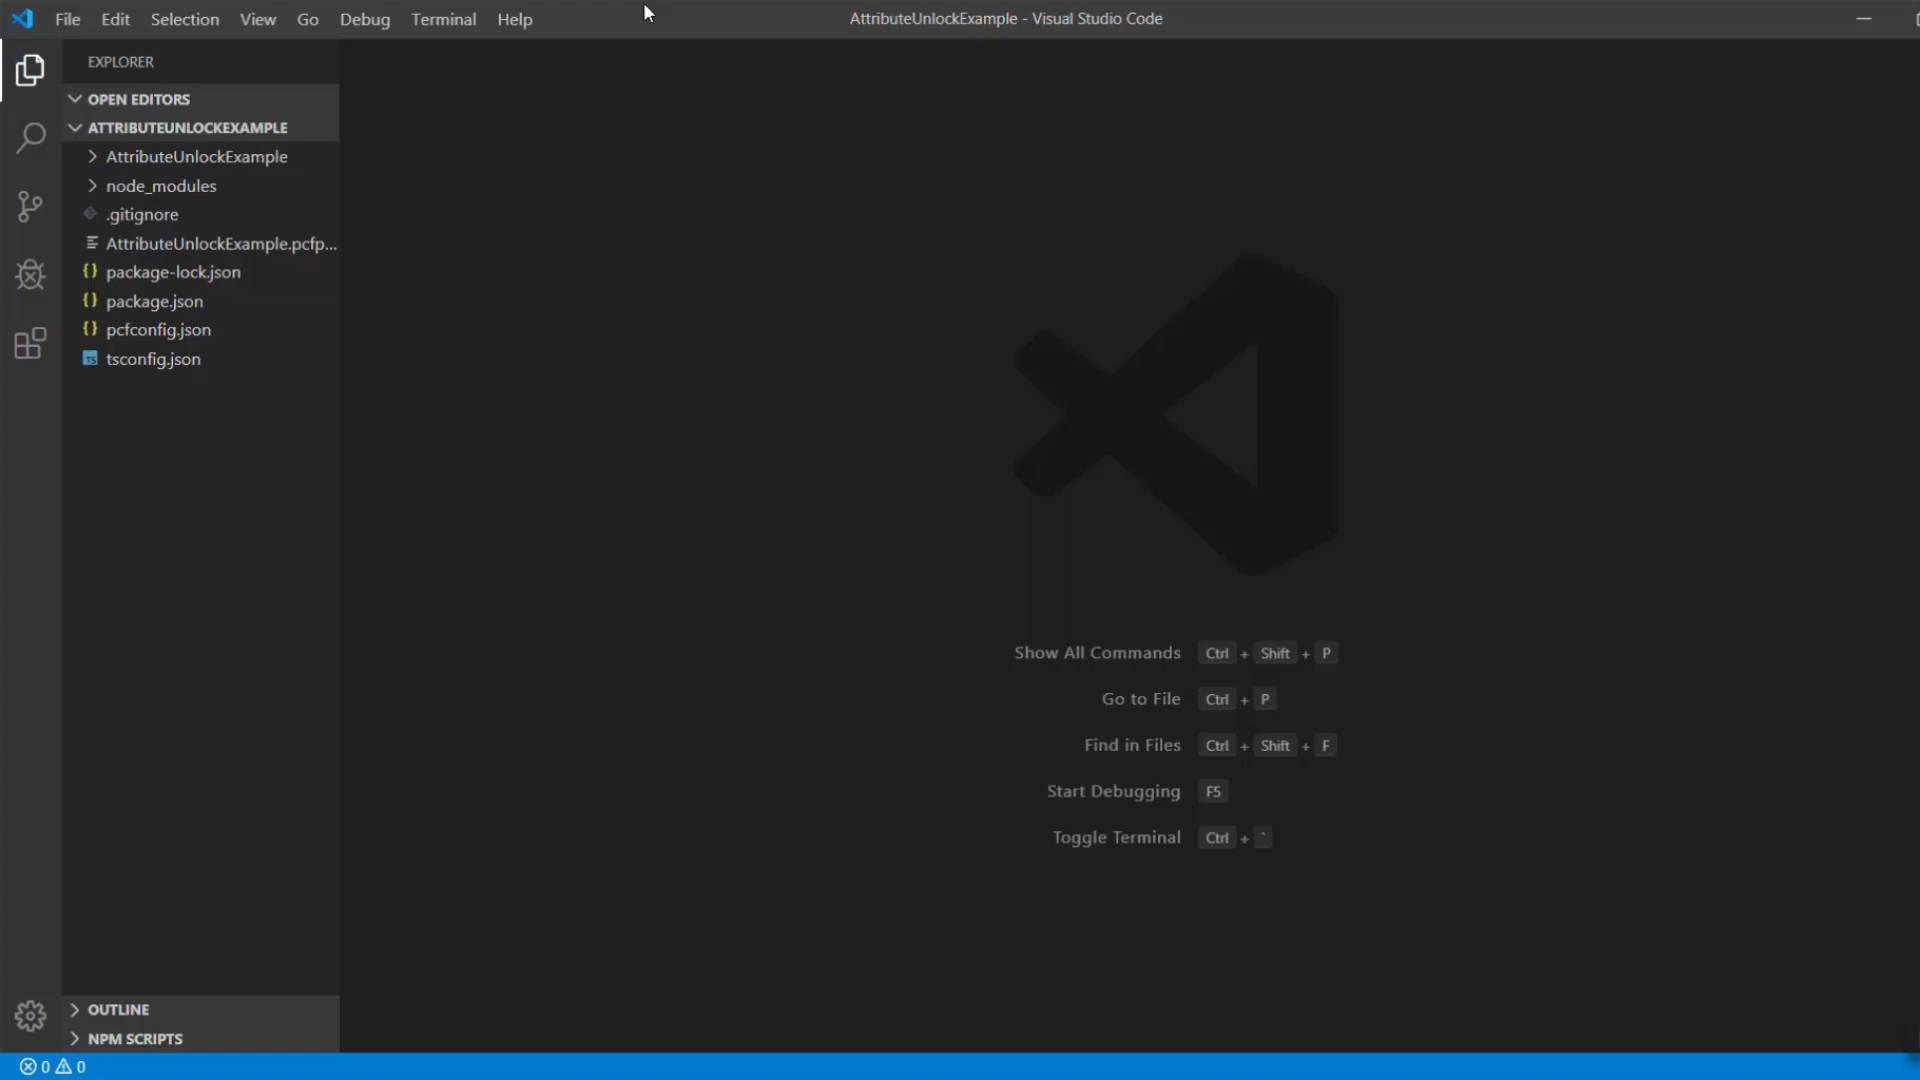 File Edit Selection View Go Debug Terminal Help
AttributeUnlockExample - Visual Studio Code
EXPLORER
OPEN EDITORS
ATTRIBUTEUNLOCKEXAMPLE
AttributeUnlockExample
node_modules
.gitignore
AttributeUnlockExample.pcfp...
{} package-lock.json
{} package.json
{} pcfconfig.json
TS tsconfig.json
Show All Commands Ctrl + Shift + P
Go to File Ctrl + P
Find in Files Ctrl + Shift + F
Start Debugging F5
Toggle Terminal Ctrl + `
OUTLINE
NPM SCRIPTS
0 0